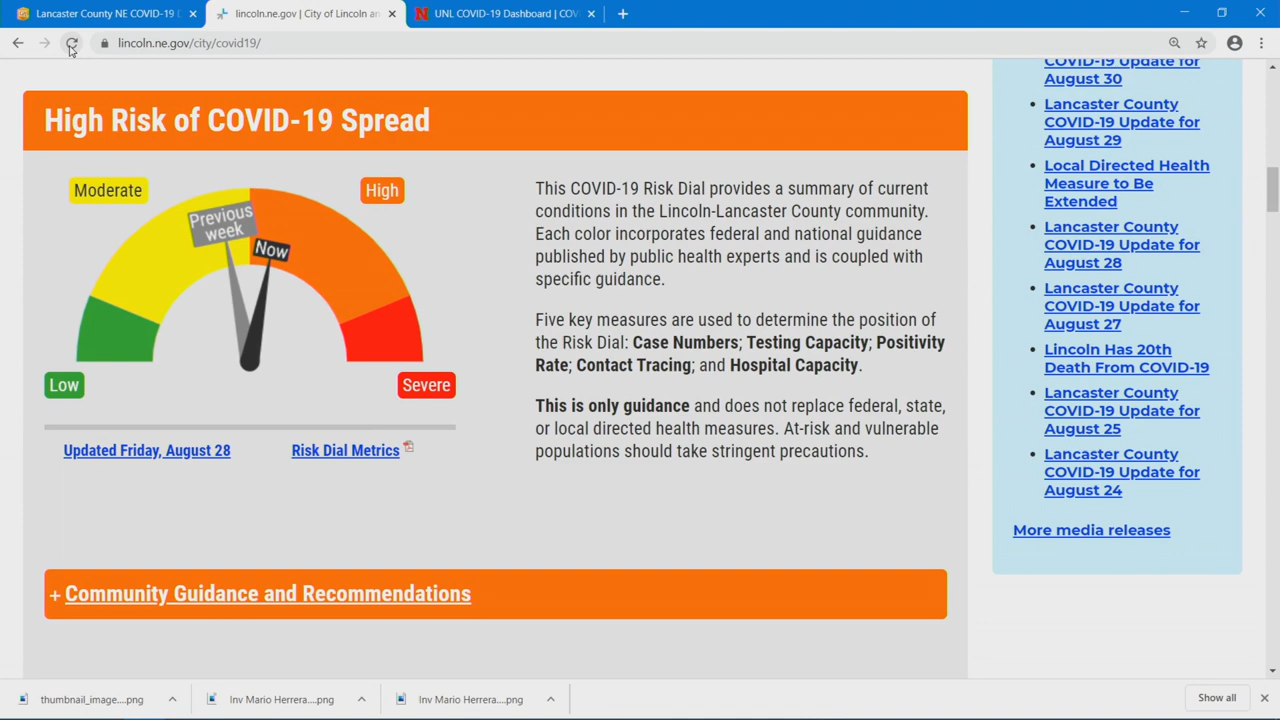 Lancaster County NE COVID-19 D
lincoln.ne.gov | City of Lincoln an
UNL COVID-19 Dashboard | COV
lincoln.ne.gov/city/covid19/
High Risk of COVID-19 Spread
Moderate
High
Previous
week
Now
Low
Severe
Updated Friday, August 28
Risk Dial Metrics
This COVID-19 Risk Dial provides a summary of current
conditions in the Lincoln-Lancaster County community.
Each color incorporates federal and national guidance
published by public health experts and is coupled with
specific guidance.
Five key measures are used to determine the position of
the Risk Dial: Case Numbers; Testing Capacity; Positivity
Rate; Contact Tracing; and Hospital Capacity.
This is only guidance and does not replace federal, state,
or local directed health measures. At-risk and vulnerable
populations should take stringent precautions.
+ Community Guidance and Recommendations
COVID-19 Update for
August 30
Lancaster County
COVID-19 Update for
August 29
Local Directed Health
Measure to Be
Extended
Lancaster County
COVID-19 Update for
August 28
Lancaster County
COVID-19 Update for
August 27
Lincoln Has 20th
Death From COVID-19
Lancaster County
COVID-19 Update for
August 25
Lancaster County
COVID-19 Update for
August 24
More media releases
thumbnail_image....png
Inv Mario Herrera....png
Inv Mario Herrera....png
Show all